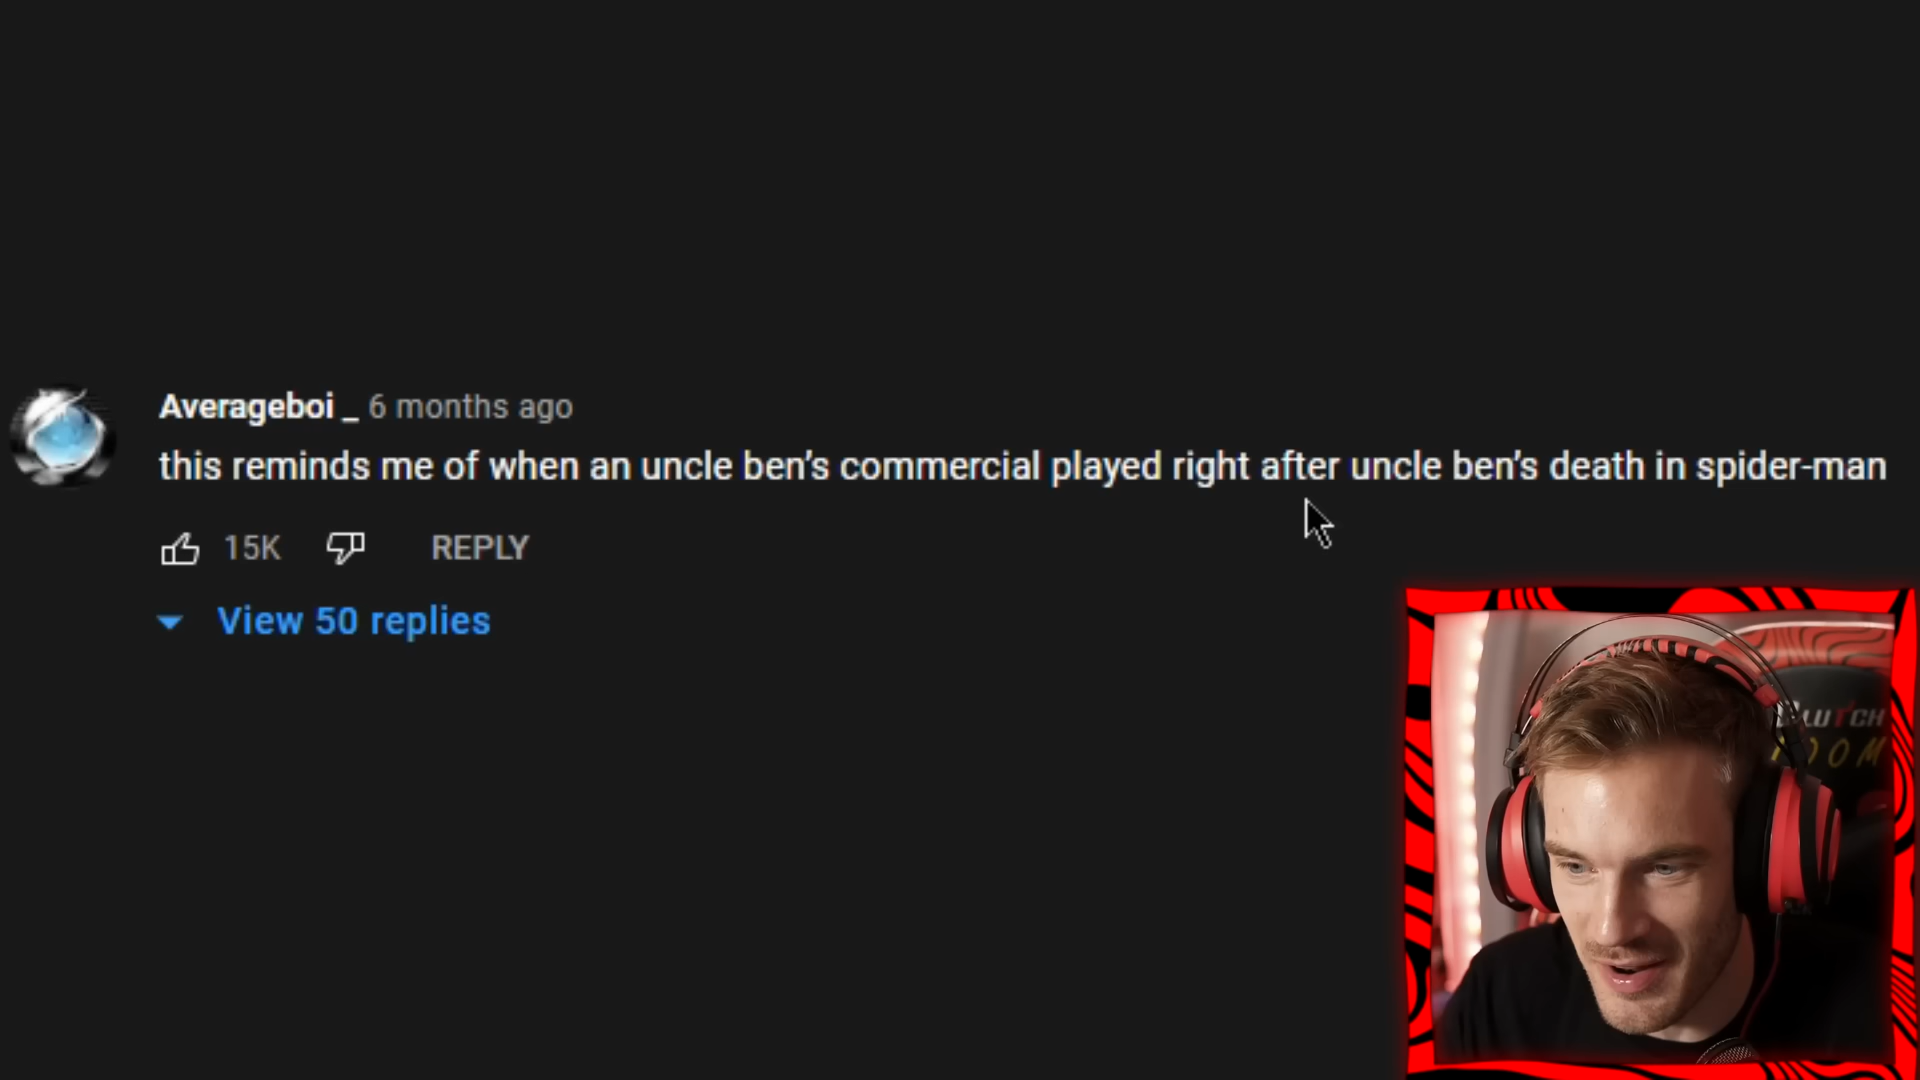 Averageboi _ 6 months ago
this reminds me of when an uncle ben’s commercial played right after uncle ben’s death in spider-man
15K REPLY
View 50 replies
CLUTCH